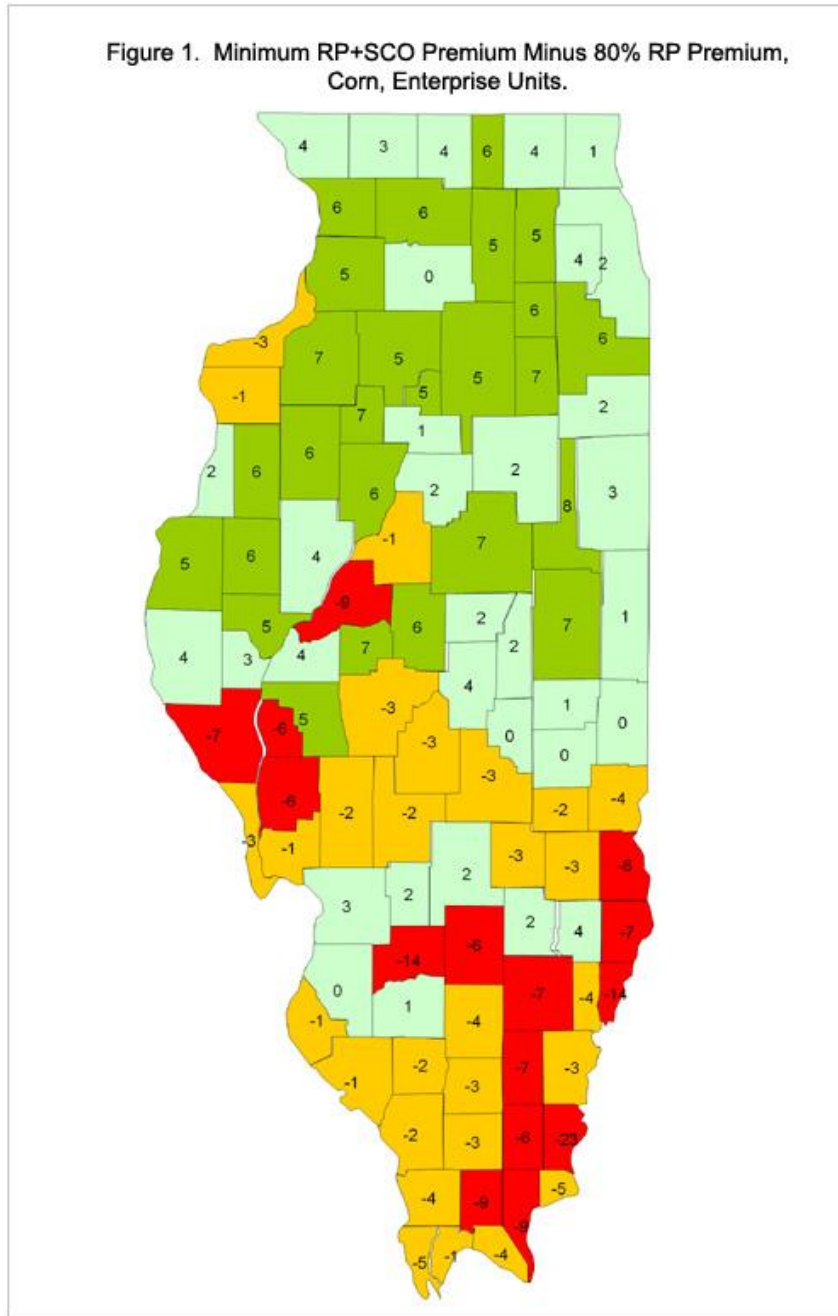 Figure 1. Minimum RP+SCO Premium Minus 80% RP Premium,
Corn, Enterprise Units.
4 3 4 6 4 1
6 6
5 5
4 2
5 0
6
6
-3
7 5 5 7
5
-1
2
7
1
6
2 6
2
3
6 2
8
4 -1 7
5 6
-9
5 6 2 7 1
2
4 3 4 7
4
-7 -6 5 -3 1 0
-3 0 0
-3
-6 -2 -2 -2 -4
-3 -1
-3 -3 -6
2
3 2
2 4 -7
-14 -6
0 -7 -4 -14
-1 1 -4
-1 -2 -3 -7 -3
-2 -3 -6 -23
-4 -9 -5
-9
-5 -1 -4